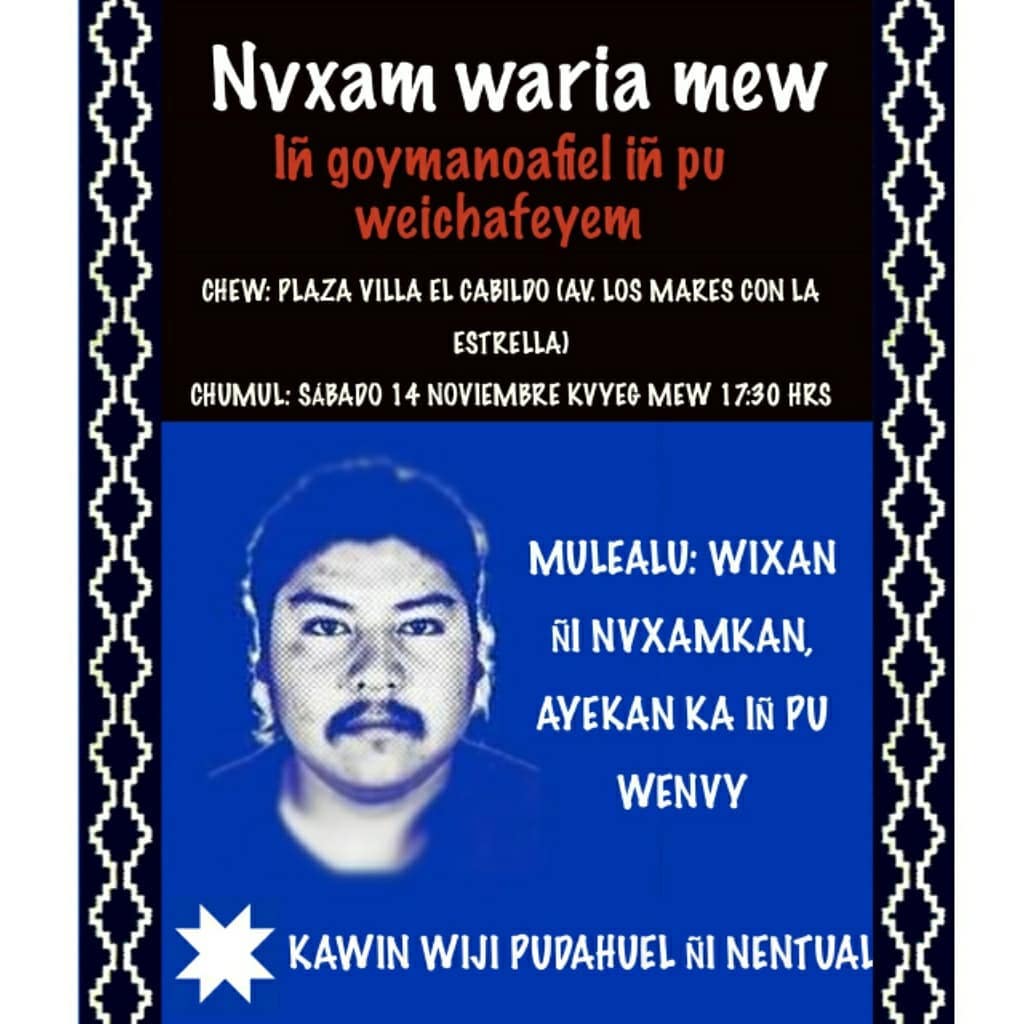 Nvxam waria mew
Iñ goymanoafiel iñ pu
weichafeyem
CHEW: PLAZA VILLA EL CABILDO (AV. LOS MARES CON LA
ESTRELLA)
CHUMUL: SÁBADO 14 NOVIEMBRE KVYEG MEW 17:30 HRS
MULEALU: WIXAN
ÑI NVXAMKAN,
AYEKAN KA IÑ PU
WENVY
KAWIN WIJI PUDAHUEL ÑI NENTUAL